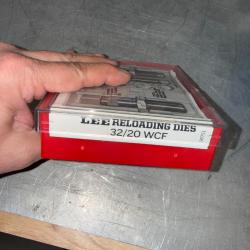 LEE RELOADING DIES
32/20 WCF